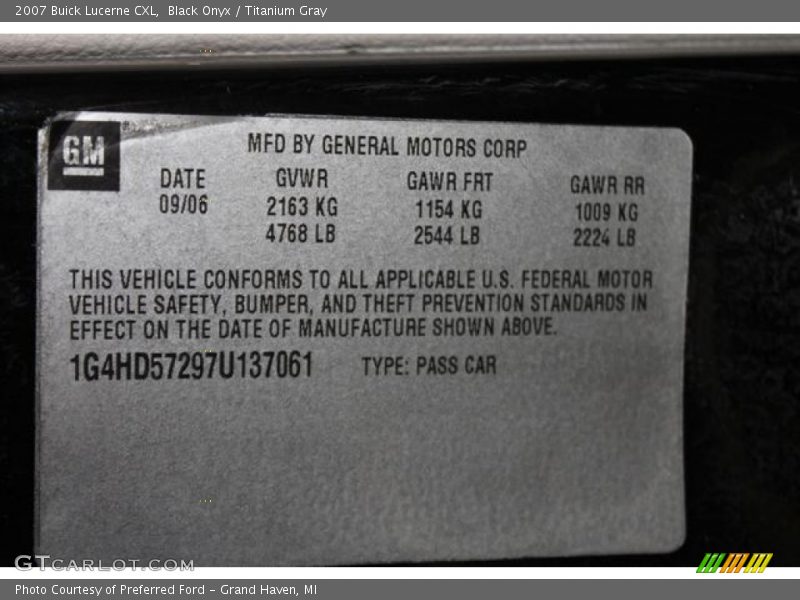 2007 Buick Lucerne CXL, Black Onyx / Titanium Gray
GM
MFD BY GENERAL MOTORS CORP
DATE GVWR GAWR FRT GAWR RR
09/06 2163 KG 1154 KG 1009 KG
4768 LB 2544 LB 2224 LB
THIS VEHICLE CONFORMS TO ALL APPLICABLE U.S. FEDERAL MOTOR
VEHICLE SAFETY, BUMPER, AND THEFT PREVENTION STANDARDS IN
EFFECT ON THE DATE OF MANUFACTURE SHOWN ABOVE.
1G4HD57297U137061 TYPE: PASS CAR
GTCARLOT.COM
Photo Courtesy of Preferred Ford – Grand Haven, MI